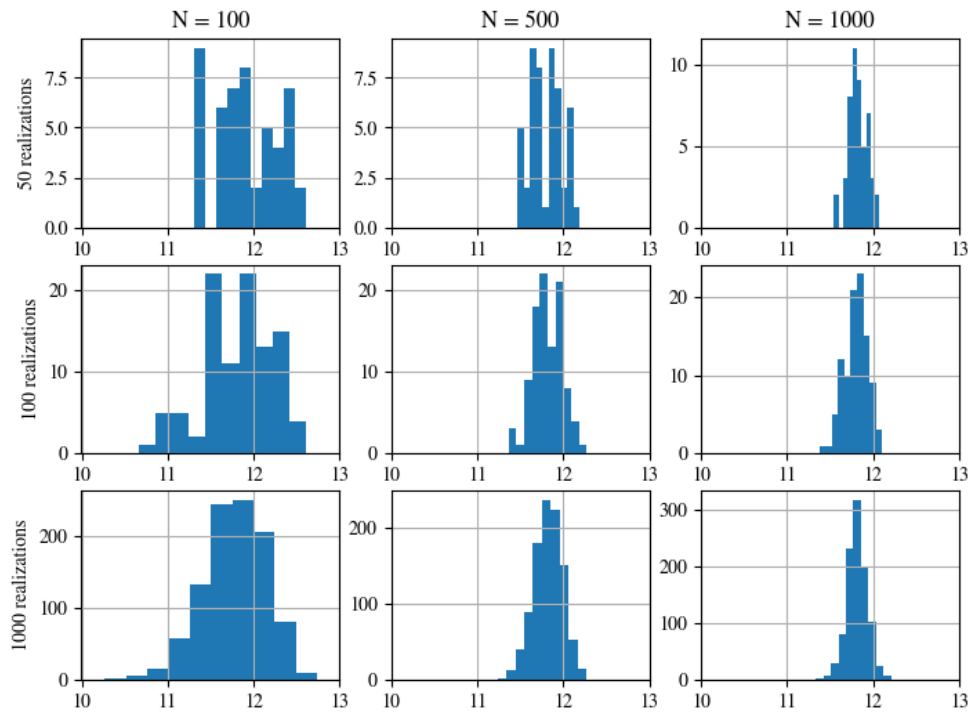 N = 100 N = 500 N = 1000
50 realizations
7.5 5.0 2.5 0.0
10 11 12 13
7.5 5.0 2.5 0.0
10 11 12 13
10 5 0
10 11 12 13
100 realizations
20 10 0
10 11 12 13
20 10 0
10 11 12 13
20 10 0
10 11 12 13
1000 realizations
200 100 0
10 11 12 13
200 100 0
10 11 12 13
300 200 100 0
10 11 12 13